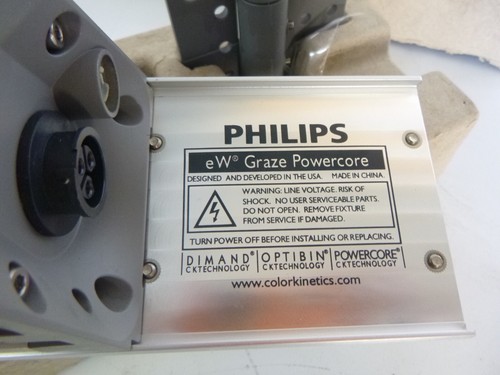 PHILIPS
eW® Graze Powercore
DESIGNED AND DEVELOPED IN THE USA. MADE IN CHINA.
WARNING: LINE VOLTAGE. RISK OF
SHOCK. NO USER SERVICEABLE PARTS.
DO NOT OPEN. REMOVE FIXTURE
FROM SERVICE IF DAMAGED.
TURN POWER OFF BEFORE INSTALLING OR REPLACING.
DIMAND® OPTIBIN® POWERCORE®
CKTECHNOLOGY CKTECHNOLOGY CKTECHNOLOGY
www.colorkinetics.com